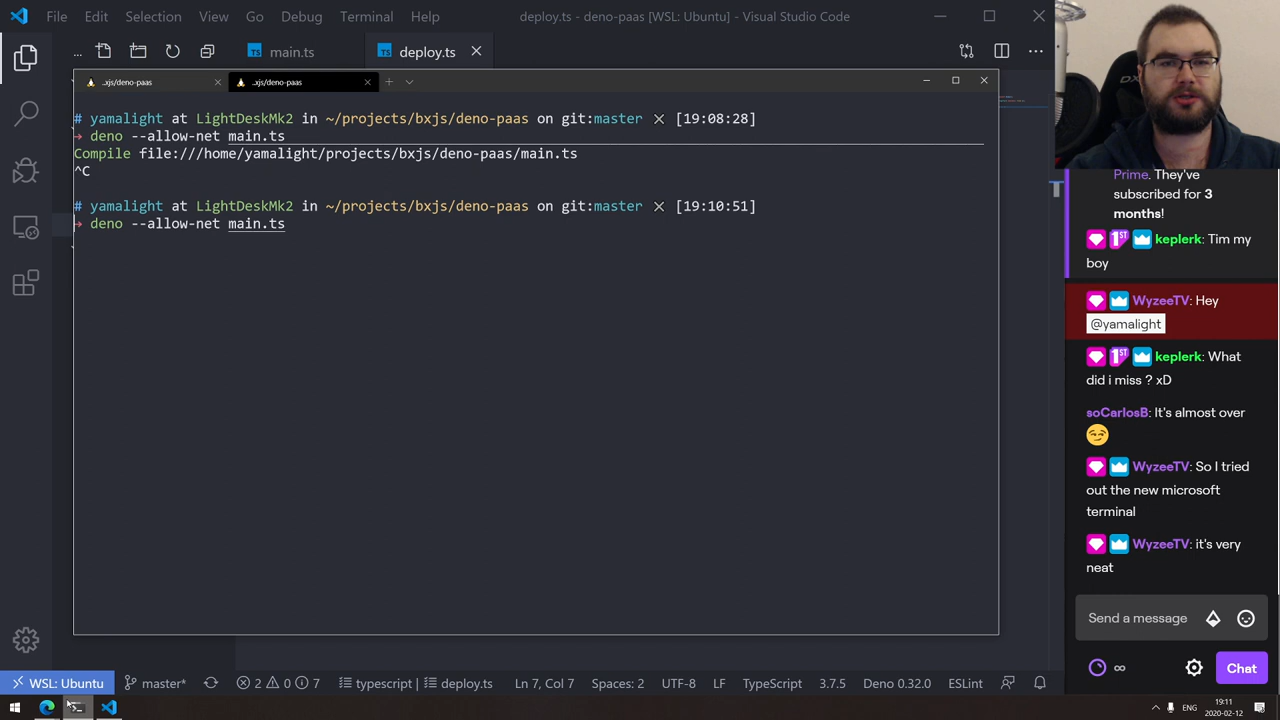 File Edit Selection View Go Debug Terminal Help
deploy.ts - deno-paas [WSL: Ubuntu] - Visual Studio Code
...
TS main.ts
TS deploy.ts
..xjs/deno-paas
..xjs/deno-paas
# yamalight at LightDeskMk2 in ~/projects/bxjs/deno-paas on git:master ✕ [19:08:28]
→ deno --allow-net main.ts
Compile file:///home/yamalight/projects/bxjs/deno-paas/main.ts
^C
# yamalight at LightDeskMk2 in ~/projects/bxjs/deno-paas on git:master ✕ [19:10:51]
→ deno --allow-net main.ts
Prime. They've
subscribed for 3
months!
1ST keplerk: Tim my
boy
WyzeeTV: Hey
@yamalight
1ST keplerk: What
did i miss ? xD
soCarlosB: It's almost over
WyzeeTV: So I tried
out the new microsoft
terminal
WyzeeTV: it's very
neat
Send a message
∞
Chat
WSL: Ubuntu
master*
2 0 7
typescript
deploy.ts
Ln 7, Col 7
Spaces: 2
UTF-8
LF
TypeScript
3.7.5
Deno 0.32.0
ESLint
ENG
19:11
2020-02-12